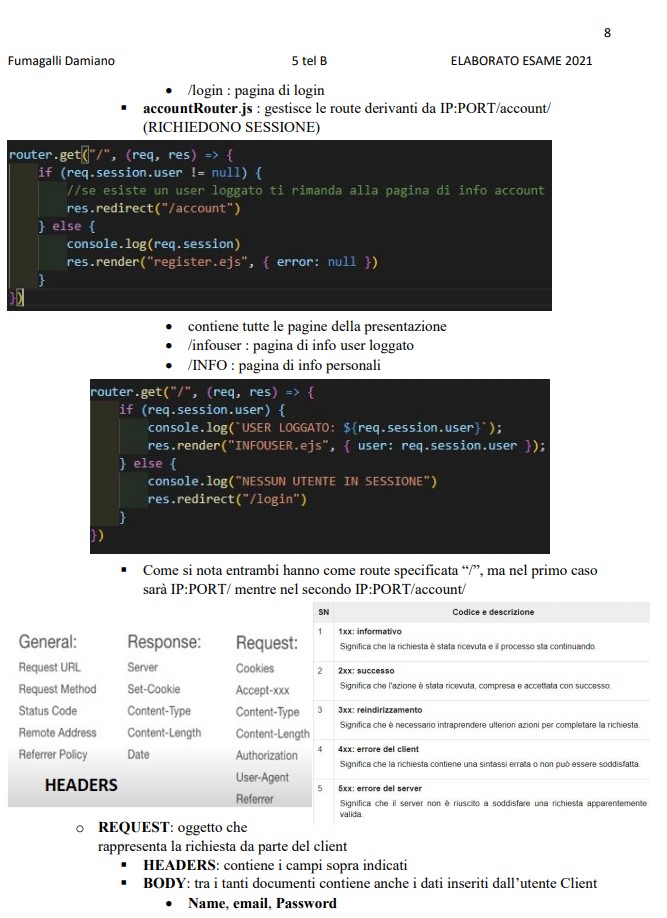 8
Fumagalli Damiano 5 tel B ELABORATO ESAME 2021
• /login : pagina di login
▪ accountRouter.js : gestisce le route derivanti da IP:PORT/account/
(RICHIEDONO SESSIONE)
router.get("/", (req, res) => {
if (req.session.user != null) {
//se esiste un user loggato ti rimanda alla pagina di info account
res.redirect("/account")
} else {
console.log(req.session)
res.render("register.ejs", { error: null })
}
})
• contiene tutte le pagine della presentazione
• /infouser : pagina di info user loggato
• /INFO : pagina di info personali
router.get("/", (req, res) => {
if (req.session.user) {
console.log(`USER LOGGATO: ${req.session.user}`);
res.render("INFOUSER.ejs", { user: req.session.user });
} else {
console.log("NESSUN UTENTE IN SESSIONE")
res.redirect("/login")
}
})
▪ Come si nota entrambi hanno come route specificata “/”, ma nel primo caso
sarà IP:PORT/ mentre nel secondo IP:PORT/account/
General:
Request URL
Request Method
Status Code
Remote Address
Referrer Policy
Response:
Server
Set-Cookie
Content-Type
Content-Length
Date
Request:
Cookies
Accept-xxx
Content-Type
Content-Length
Authorization
User-Agent
Referrer
HEADERS
SN Codice e descrizione
1 1xx: informativo
Significa che la richiesta è stata ricevuta e il processo sta continuando.
2 2xx: successo
Significa che l'azione è stata ricevuta, compresa e accettata con successo.
3 3xx: reindirizzamento
Significa che è necessario intraprendere ulteriori azioni per completare la richiesta.
4 4xx: errore del client
Significa che la richiesta contiene una sintassi errata o non può essere soddisfatta.
5 5xx: errore del server
Significa che il server non è riuscito a soddisfare una richiesta apparentemente
valida.
o REQUEST: oggetto che
rappresenta la richiesta da parte del client
▪ HEADERS: contiene i campi sopra indicati
▪ BODY: tra i tanti documenti contiene anche i dati inseriti dall’utente Client
• Name, email, Password